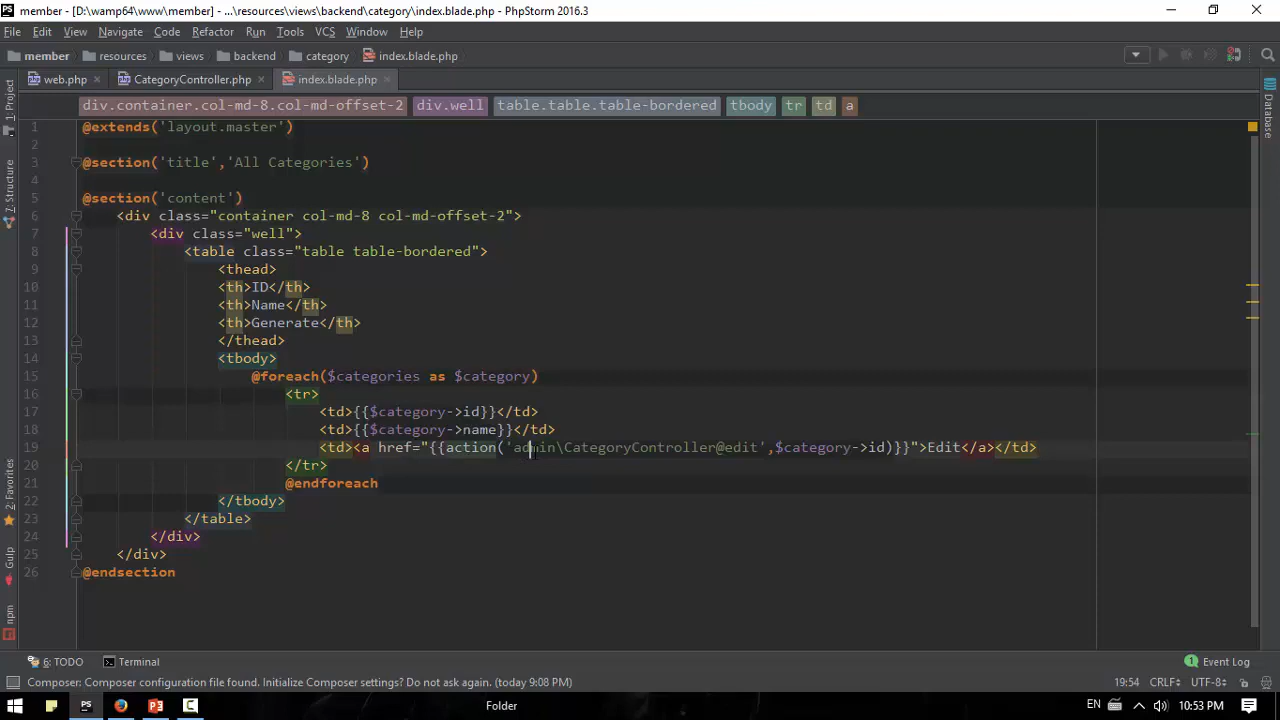 member - [D:\wamp64\www\member] - ...\resources\views\backend\category\index.blade.php - PhpStorm 2016.3
File Edit View Navigate Code Refactor Run Tools VCS Window Help
member resources views backend category index.blade.php
web.php CategoryController.php index.blade.php
div.container.col-md-8.col-md-offset-2 div.well table.table.table-bordered tbody tr td a
1 @extends('layout.master')
2
3 @section('title','All Categories')
4
5 @section('content')
6 <div class="container col-md-8 col-md-offset-2">
7 <div class="well">
8 <table class="table table-bordered">
9 <thead>
10 <th>ID</th>
11 <th>Name</th>
12 <th>Generate</th>
13 </thead>
14 <tbody>
15 @foreach($categories as $category)
16 <tr>
17 <td>{{$category->id}}</td>
18 <td>{{$category->name}}</td>
19 <td><a href="{{action('admin\CategoryController@edit',$category->id)}}">Edit</a></td>
20 </tr>
21 @endforeach
22 </tbody>
23 </table>
24 </div>
25 </div>
26 @endsection
1: Project
7: Structure
2: Favorites
Gulp
npm
Database
6: TODO Terminal Event Log
Composer: Composer configuration file found. Initialize Composer settings? Do not ask again. (today 9:08 PM) 19:54 CRLF UTF-8
Folder EN 10:53 PM